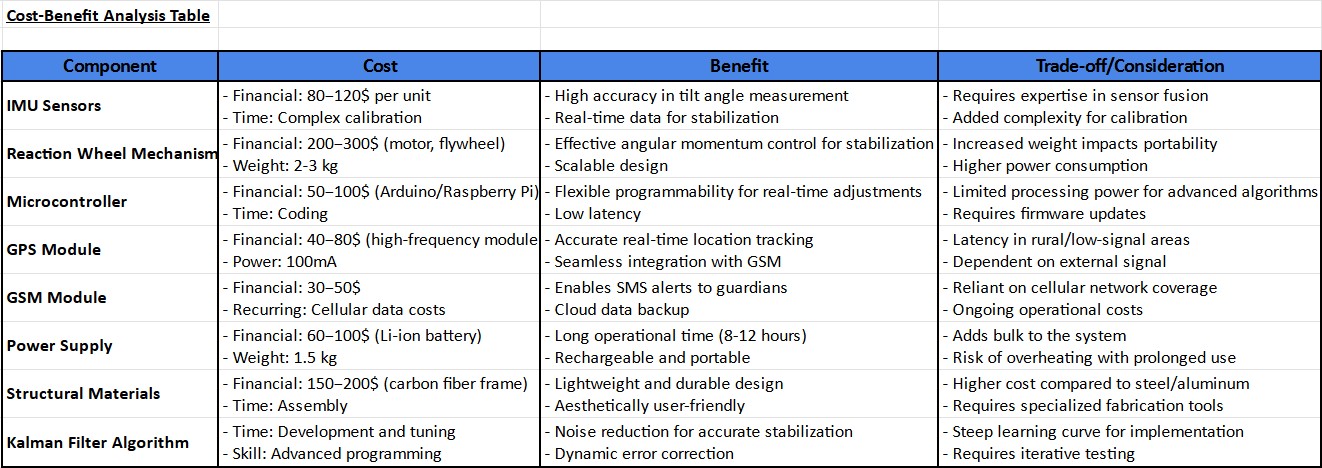 Cost-Benefit Analysis Table
Component Cost Benefit Trade-off/Consideration
IMU Sensors
- Financial: 80–120$ per unit
- Time: Complex calibration
- High accuracy in tilt angle measurement
- Real-time data for stabilization
- Requires expertise in sensor fusion
- Added complexity for calibration
Reaction Wheel Mechanism
- Financial: 200–300$ (motor, flywheel)
- Weight: 2-3 kg
- Effective angular momentum control for stabilization
- Scalable design
- Increased weight impacts portability
- Higher power consumption
Microcontroller
- Financial: 50–100$ (Arduino/Raspberry Pi)
- Time: Coding
- Flexible programmability for real-time adjustments
- Low latency
- Limited processing power for advanced algorithms
- Requires firmware updates
GPS Module
- Financial: 40–80$ (high-frequency module
- Power: 100mA
- Accurate real-time location tracking
- Seamless integration with GSM
- Latency in rural/low-signal areas
- Dependent on external signal
GSM Module
- Financial: 30–50$
- Recurring: Cellular data costs
- Enables SMS alerts to guardians
- Cloud data backup
- Reliant on cellular network coverage
- Ongoing operational costs
Power Supply
- Financial: 60–100$ (Li-ion battery)
- Weight: 1.5 kg
- Long operational time (8-12 hours)
- Rechargeable and portable
- Adds bulk to the system
- Risk of overheating with prolonged use
Structural Materials
- Financial: 150–200$ (carbon fiber frame)
- Time: Assembly
- Lightweight and durable design
- Aesthetically user-friendly
- Higher cost compared to steel/aluminum
- Requires specialized fabrication tools
Kalman Filter Algorithm
- Time: Development and tuning
- Skill: Advanced programming
- Noise reduction for accurate stabilization
- Dynamic error correction
- Steep learning curve for implementation
- Requires iterative testing